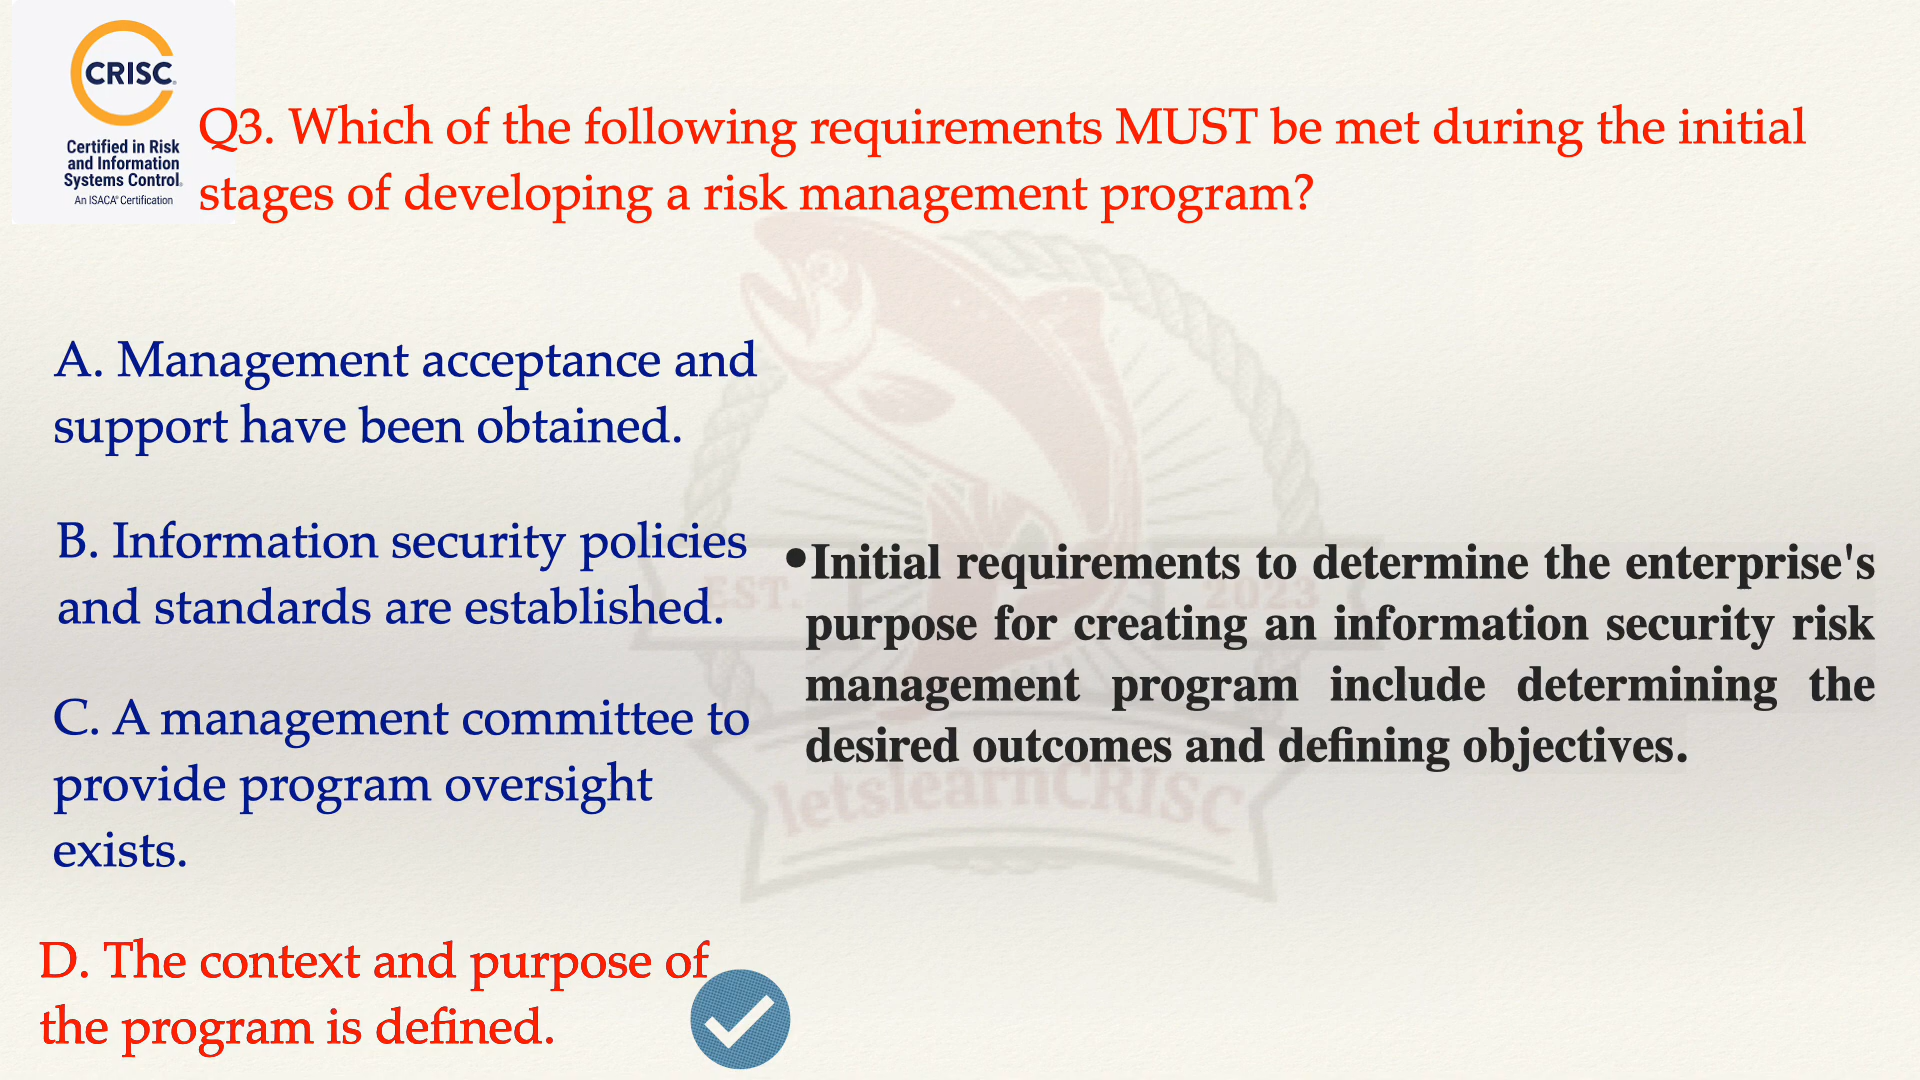 CRISC
Certified in Risk
and Information
Systems Control.
An ISACA® Certification
Q3. Which of the following requirements MUST be met during the initial
stages of developing a risk management program?
A. Management acceptance and
support have been obtained.
B. Information security policies
and standards are established.
C. A management committee to
provide program oversight
exists.
D. The context and purpose of
the program is defined.
•Initial requirements to determine the enterprise's
purpose for creating an information security risk
management program include determining the
desired outcomes and defining objectives.
EST. 2023
letslearnCRISC